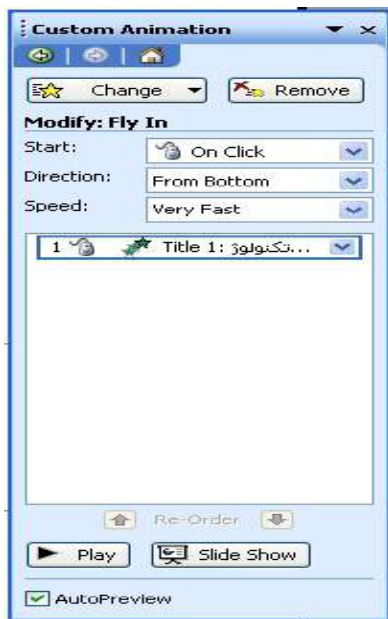 Custom Animation
Change Remove
Modify: Fly In
Start: On Click
Direction: From Bottom
Speed: Very Fast
1 Title 1: تكنولوژ...
Re-Order
Play Slide Show
AutoPreview